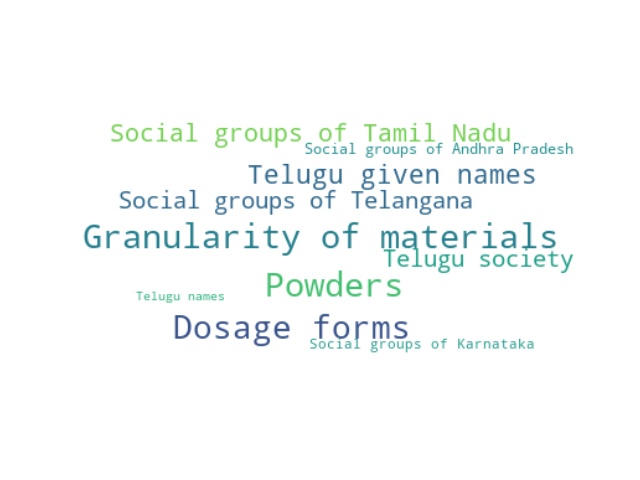 Social groups of Tamil Nadu
Social groups of Andhra Pradesh
Telugu given names
Social groups of Telangana
Granularity of materials
Telugu society
Powders
Telugu names
Dosage forms
Social groups of Karnataka